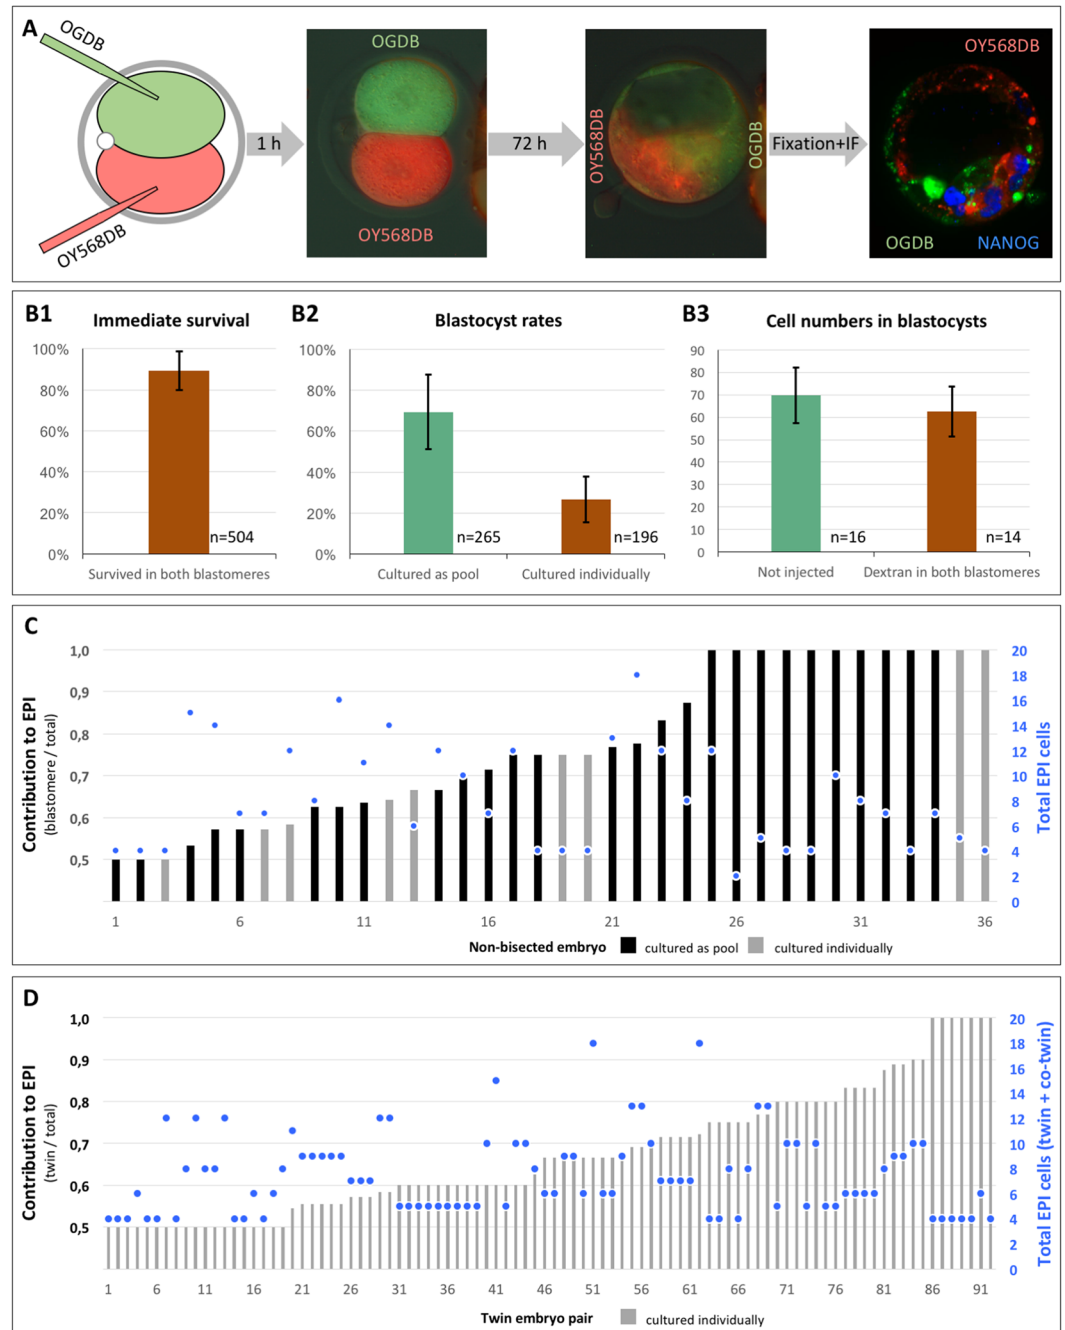 A
OGDB
OY568DB
1 h
OGDB
OY568DB
72 h
OY568DB
OGDB
Fixation+IF
OY568DB
OGDB
NANOG
B1
Immediate survival
100%
80%
60%
40%
20%
0%
n=504
Survived in both blastomeres
B2
Blastocyst rates
100%
80%
60%
40%
20%
0%
n=265
n=196
Cultured as pool
Cultured individually
B3
Cell numbers in blastocysts
90
80
70
60
50
40
30
20
10
0
n=16
n=14
Not injected
Dextran in both blastomeres
C
Contribution to EPI
(blastomere / total)
1,0
0,9
0,8
0,7
0,6
0,5
20
18
16
14
12
10
8
6
4
2
0
Total EPI cells
1 6 11 16 21 26 31 36
Non-bisected embryo cultured as pool cultured individually
D
Contribution to EPI
(twin / total)
1,0
0,9
0,8
0,7
0,6
0,5
20
18
16
14
12
10
8
6
4
2
0
Total EPI cells (twin + co-twin)
1 6 11 16 21 26 31 36 41 46 51 56 61 66 71 76 81 86 91
Twin embryo pair cultured individually